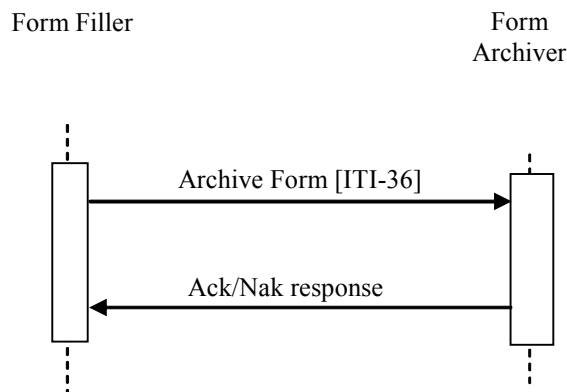 Form Filler
Form
Archiver
Archive Form [ITI-36]
Ack/Nak response